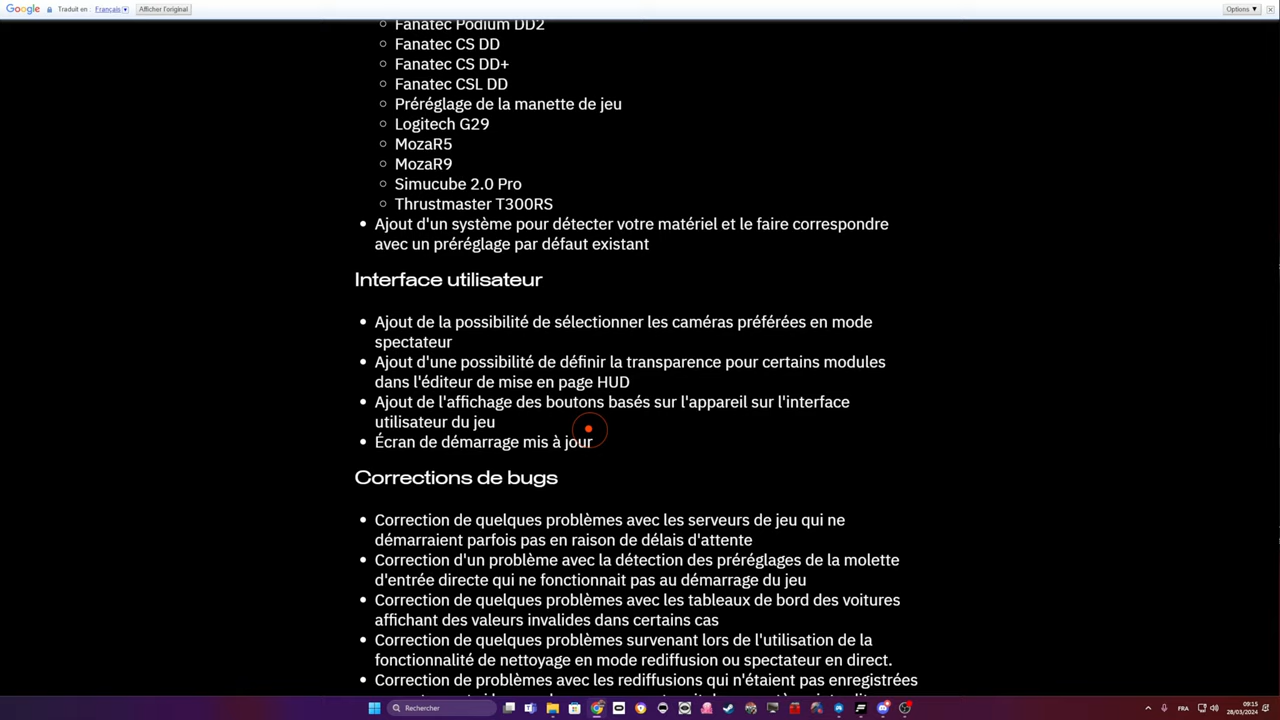 Google Traduit en : Français Afficher l'original Options ▼
Fanatec Podium DD2
Fanatec CS DD
Fanatec CS DD+
Fanatec CSL DD
Préréglage de la manette de jeu
Logitech G29
MozaR5
MozaR9
Simucube 2.0 Pro
Thrustmaster T300RS
Ajout d'un système pour détecter votre matériel et le faire correspondre
avec un préréglage par défaut existant
Interface utilisateur
Ajout de la possibilité de sélectionner les caméras préférées en mode
spectateur
Ajout d'une possibilité de définir la transparence pour certains modules
dans l'éditeur de mise en page HUD
Ajout de l'affichage des boutons basés sur l'appareil sur l'interface
utilisateur du jeu
Écran de démarrage mis à jour
Corrections de bugs
Correction de quelques problèmes avec les serveurs de jeu qui ne
démarraient parfois pas en raison de délais d'attente
Correction d'un problème avec la détection des préréglages de la molette
d'entrée directe qui ne fonctionnait pas au démarrage du jeu
Correction de quelques problèmes avec les tableaux de bord des voitures
affichant des valeurs invalides dans certains cas
Correction de quelques problèmes survenant lors de l'utilisation de la
fonctionnalité de nettoyage en mode rediffusion ou spectateur en direct.
Correction de problèmes avec les rediffusions qui n'étaient pas enregistrées
Rechercher
FRA
09:15
28/03/2024